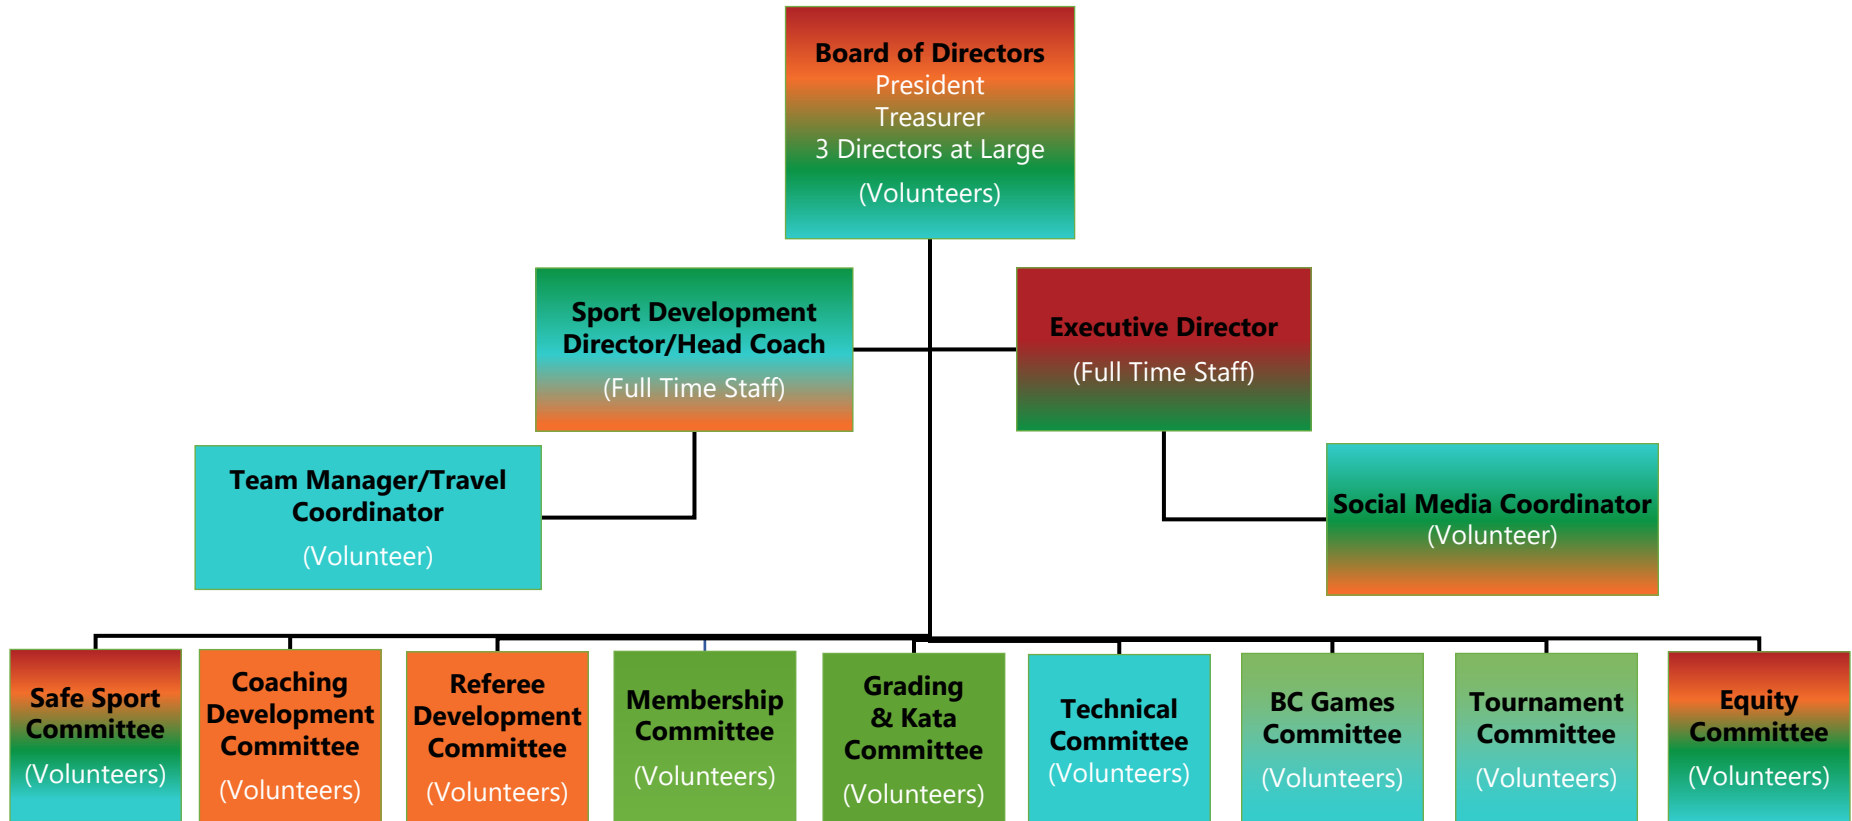 Board of Directors
President
Treasurer
3 Directors at Large
(Volunteers)
Sport Development
Director/Head Coach
(Full Time Staff)
Executive Director
(Full Time Staff)
Team Manager/Travel
Coordinator
(Volunteer)
Social Media Coordinator
(Volunteer)
Safe Sport
Committee
(Volunteers)
Coaching
Development
Committee
(Volunteers)
Referee
Development
Committee
(Volunteers)
Membership
Committee
(Volunteers)
Grading
& Kata
Committee
(Volunteers)
Technical
Committee
(Volunteers)
BC Games
Committee
(Volunteers)
Tournament
Committee
(Volunteers)
Equity
Committee
(Volunteers)